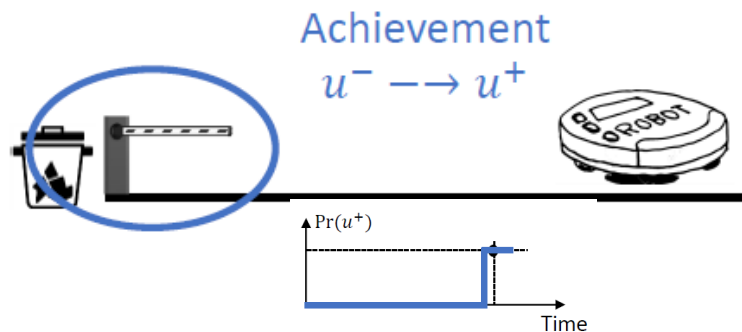 Achievement
u⁻ --→ u⁺
ROBOT
Pr(u⁺)
Time